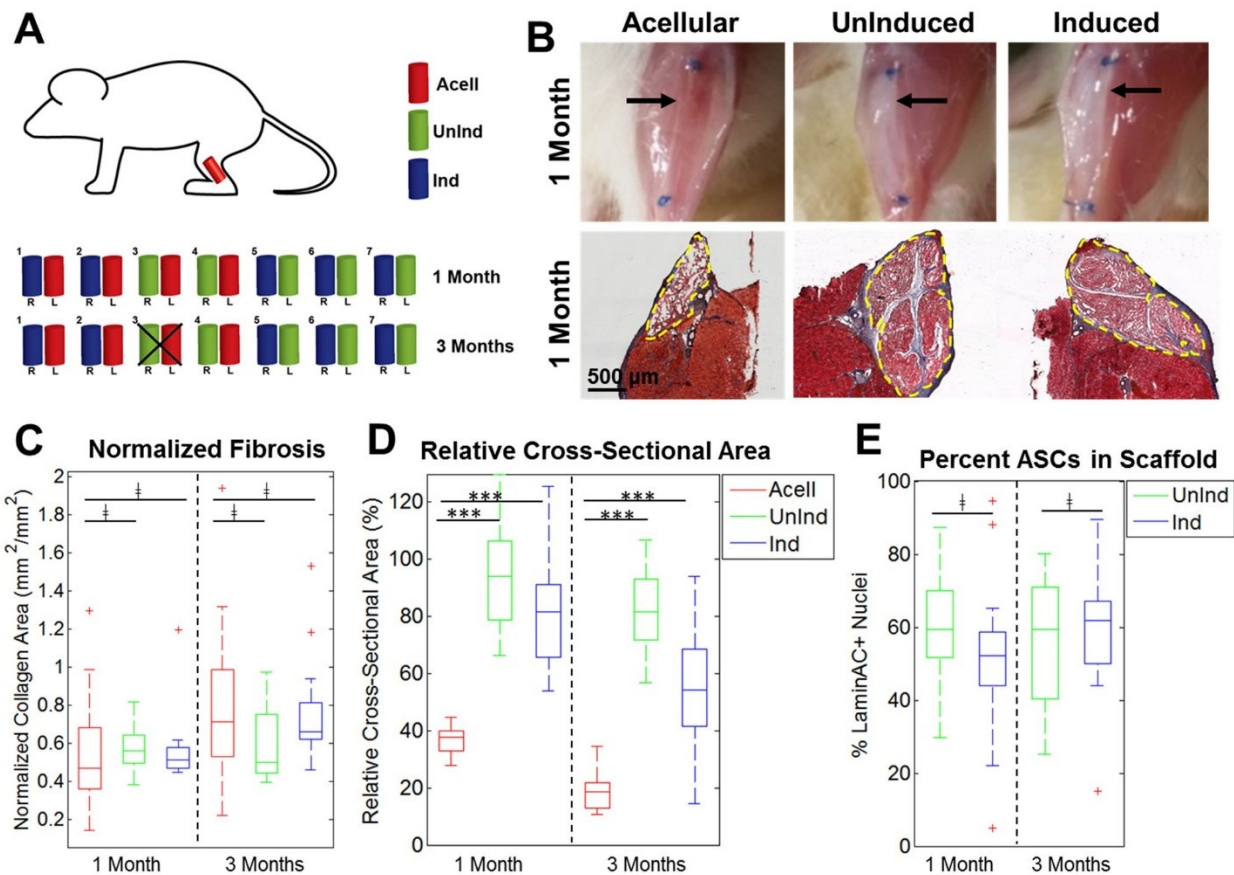 A
Acell
UnInd
Ind
1 2 3 4 5 6 7
R L R L R L R L R L R L R L
1 Month
1 2 3 4 5 6 7
R L R L R L R L R L R L R L
3 Months
B
Acellular UnInduced Induced
1 Month
1 Month
500 µm
C
Normalized Fibrosis
Normalized Collagen Area (mm²/mm²)
2
1.8
1.6
1.4
1.2
1
0.8
0.6
0.4
0.2
ǂ
ǂ
ǂ
ǂ
1 Month 3 Months
D
Relative Cross-Sectional Area
Relative Cross-Sectional Area (%)
120
100
80
60
40
20
0
***
***
***
***
Acell
UnInd
Ind
1 Month 3 Months
E
Percent ASCs in Scaffold
% LaminAC+ Nuclei
100
80
60
40
20
0
ǂ
ǂ
UnInd
Ind
1 Month 3 Months